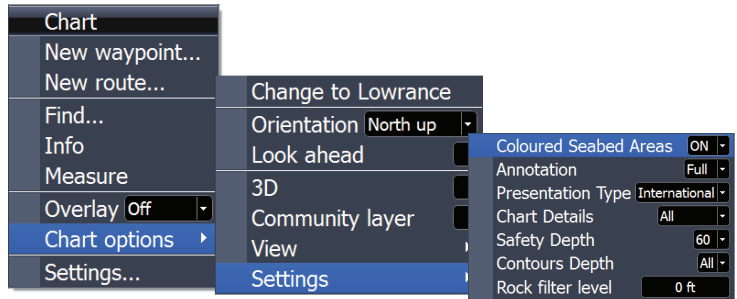 Chart
New waypoint...
New route...
Find...
Info
Measure
Overlay Off
Chart options
Settings...
Change to Lowrance
Orientation North up
Look ahead
3D
Community layer
View
Settings
Coloured Seabed Areas ON
Annotation Full
Presentation Type International
Chart Details All
Safety Depth 60
Contours Depth All
Rock filter level 0 ft